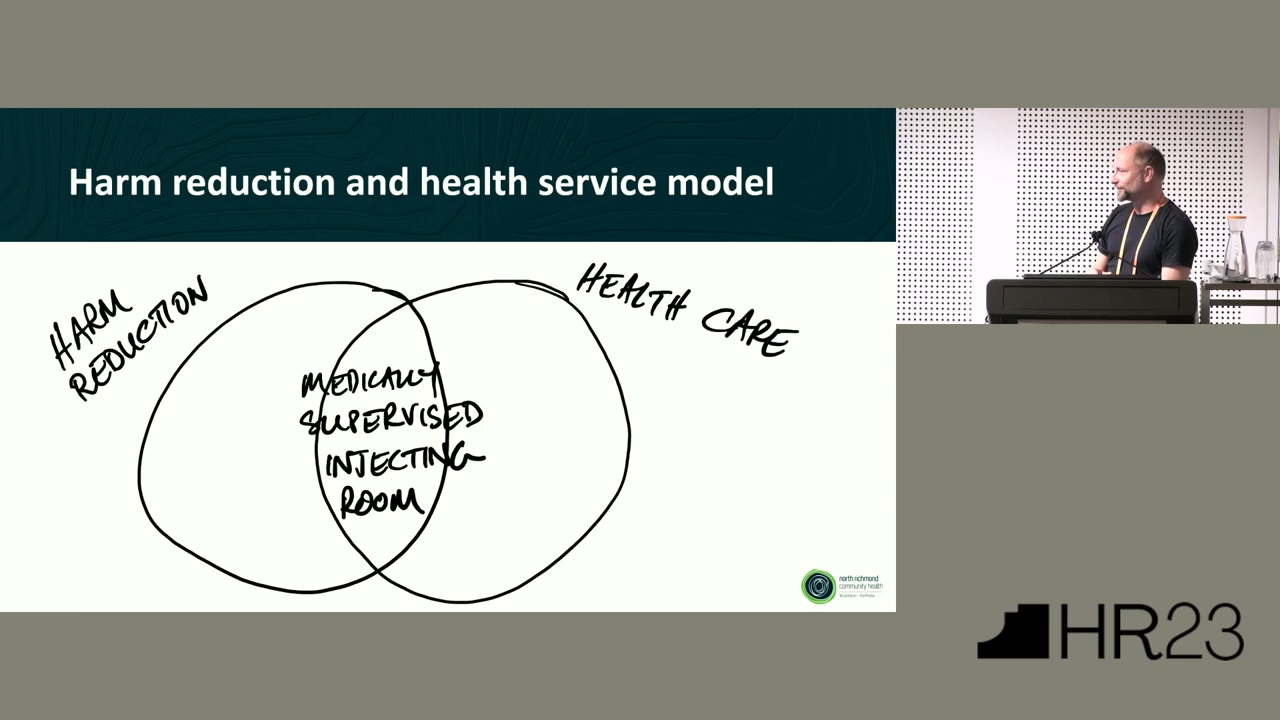 Harm reduction and health service model
HARM
REDUCTION
HEALTH CARE
MEDICALLY
SUPERVISED
INJECTING
ROOM
north richmond
community health
HR23